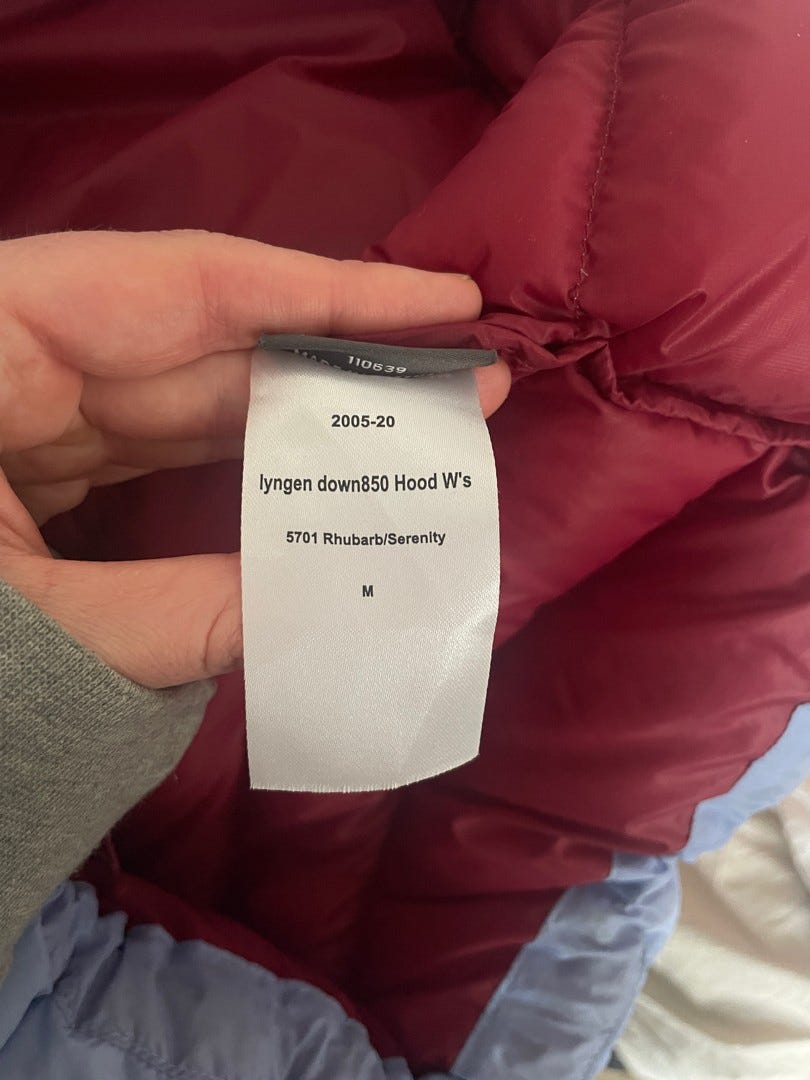 110639
2005-20
lyngen down850 Hood W's
5701 Rhubarb/Serenity
M